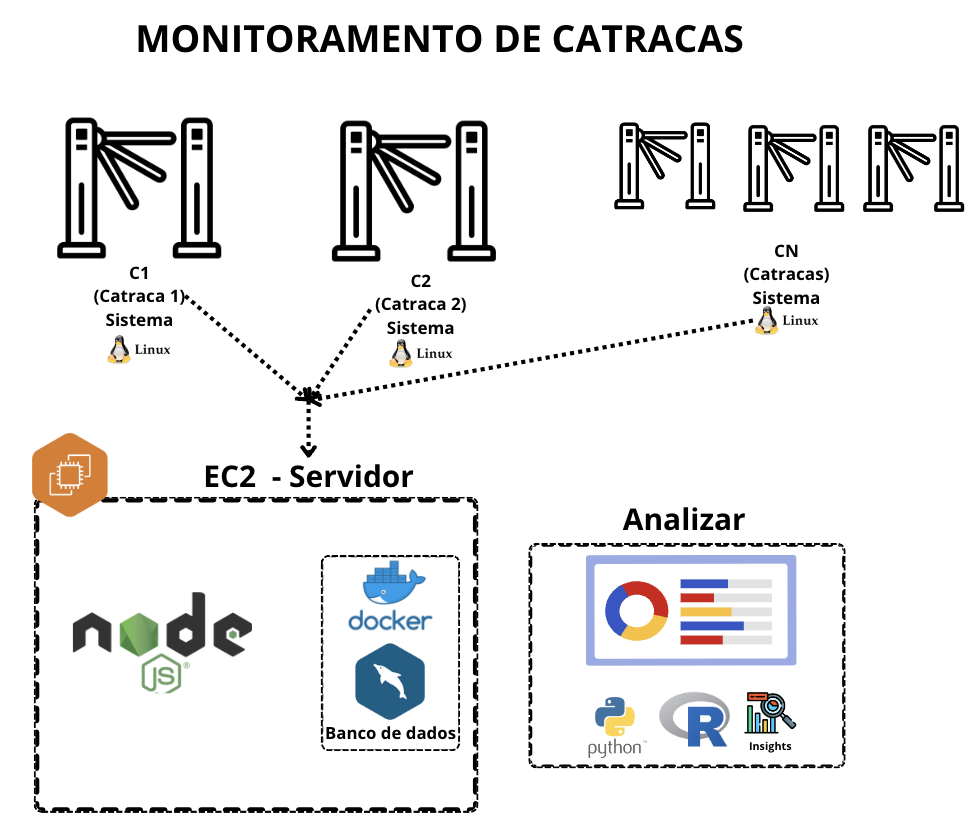 MONITORAMENTO DE CATRACAS
C1
(Catraca 1)
Sistema
Linux
C2
(Catraca 2)
Sistema
Linux
CN
(Catracas)
Sistema
Linux
EC2 - Servidor
node
JS®
docker
Banco de dados
Analizar
python™
R
Insights